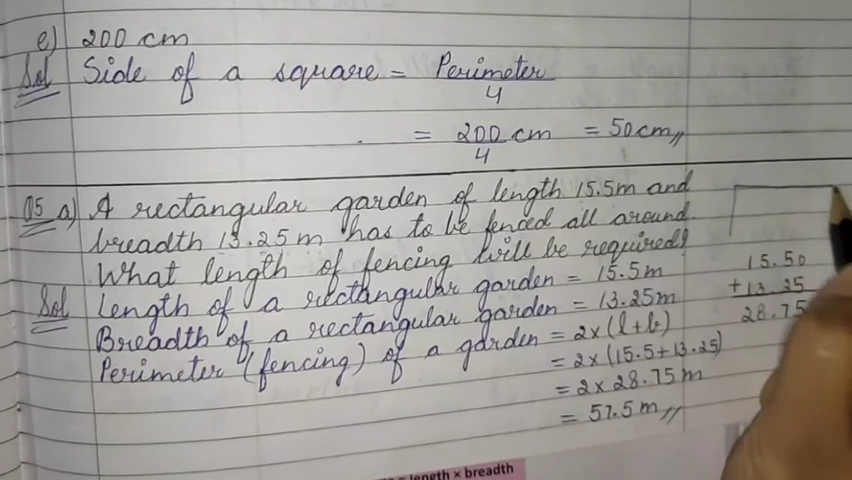 e) 200 cm
Sol Side of a square = Perimeter
4
= 200 cm = 50 cm
4
Q5 a) A rectangular garden of length 15.5m and
breadth 13.25 m has to be fenced all around.
What length of fencing will be required?
Sol Length of a rectangular garden = 15.5m
Breadth of a rectangular garden = 13.25m
Perimeter (fencing) of a garden = 2×(l+b)
= 2×(15.5+13.25)
= 2× 28.75 m
= 57.5 m
15.50
+ 13.25
28.75
length × breadth